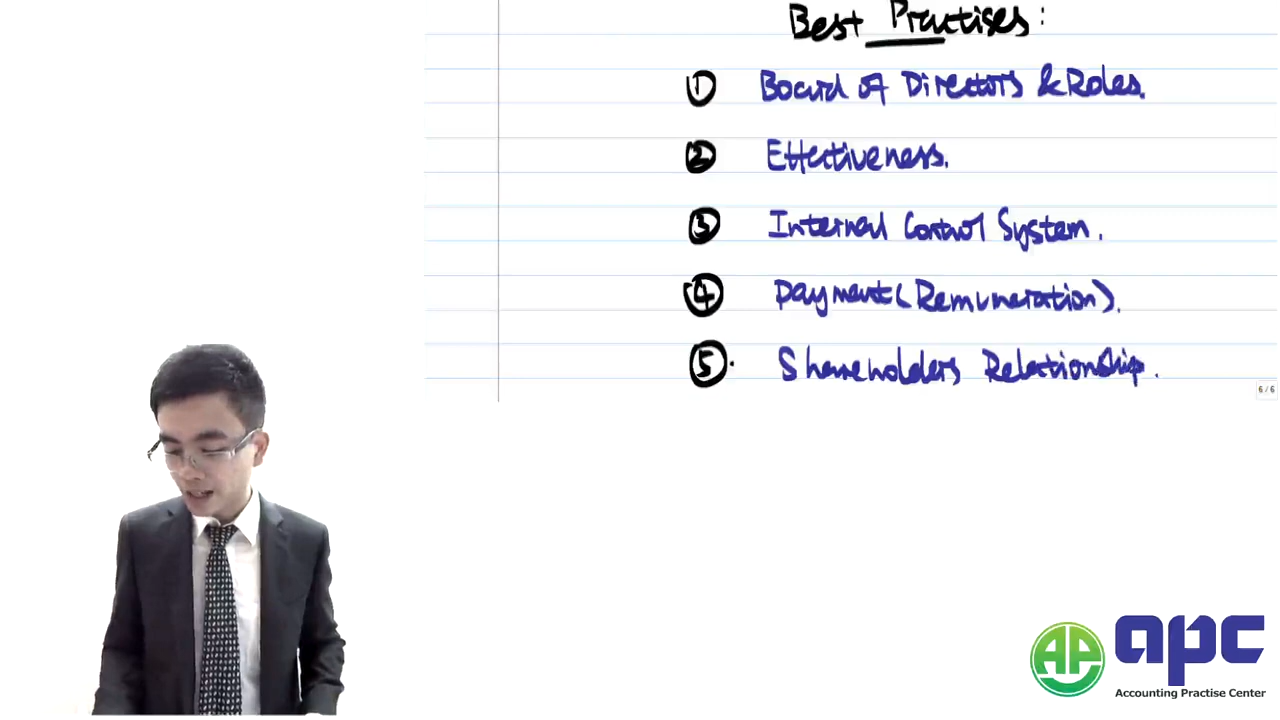 Best Practises :
① Board of Directors & Roles.
② Effectiveness.
③ Internal Control System.
④ Payment (Remuneration).
⑤ Shareholders Relationship.
6 / 6
AP apc
Accounting Practise Center